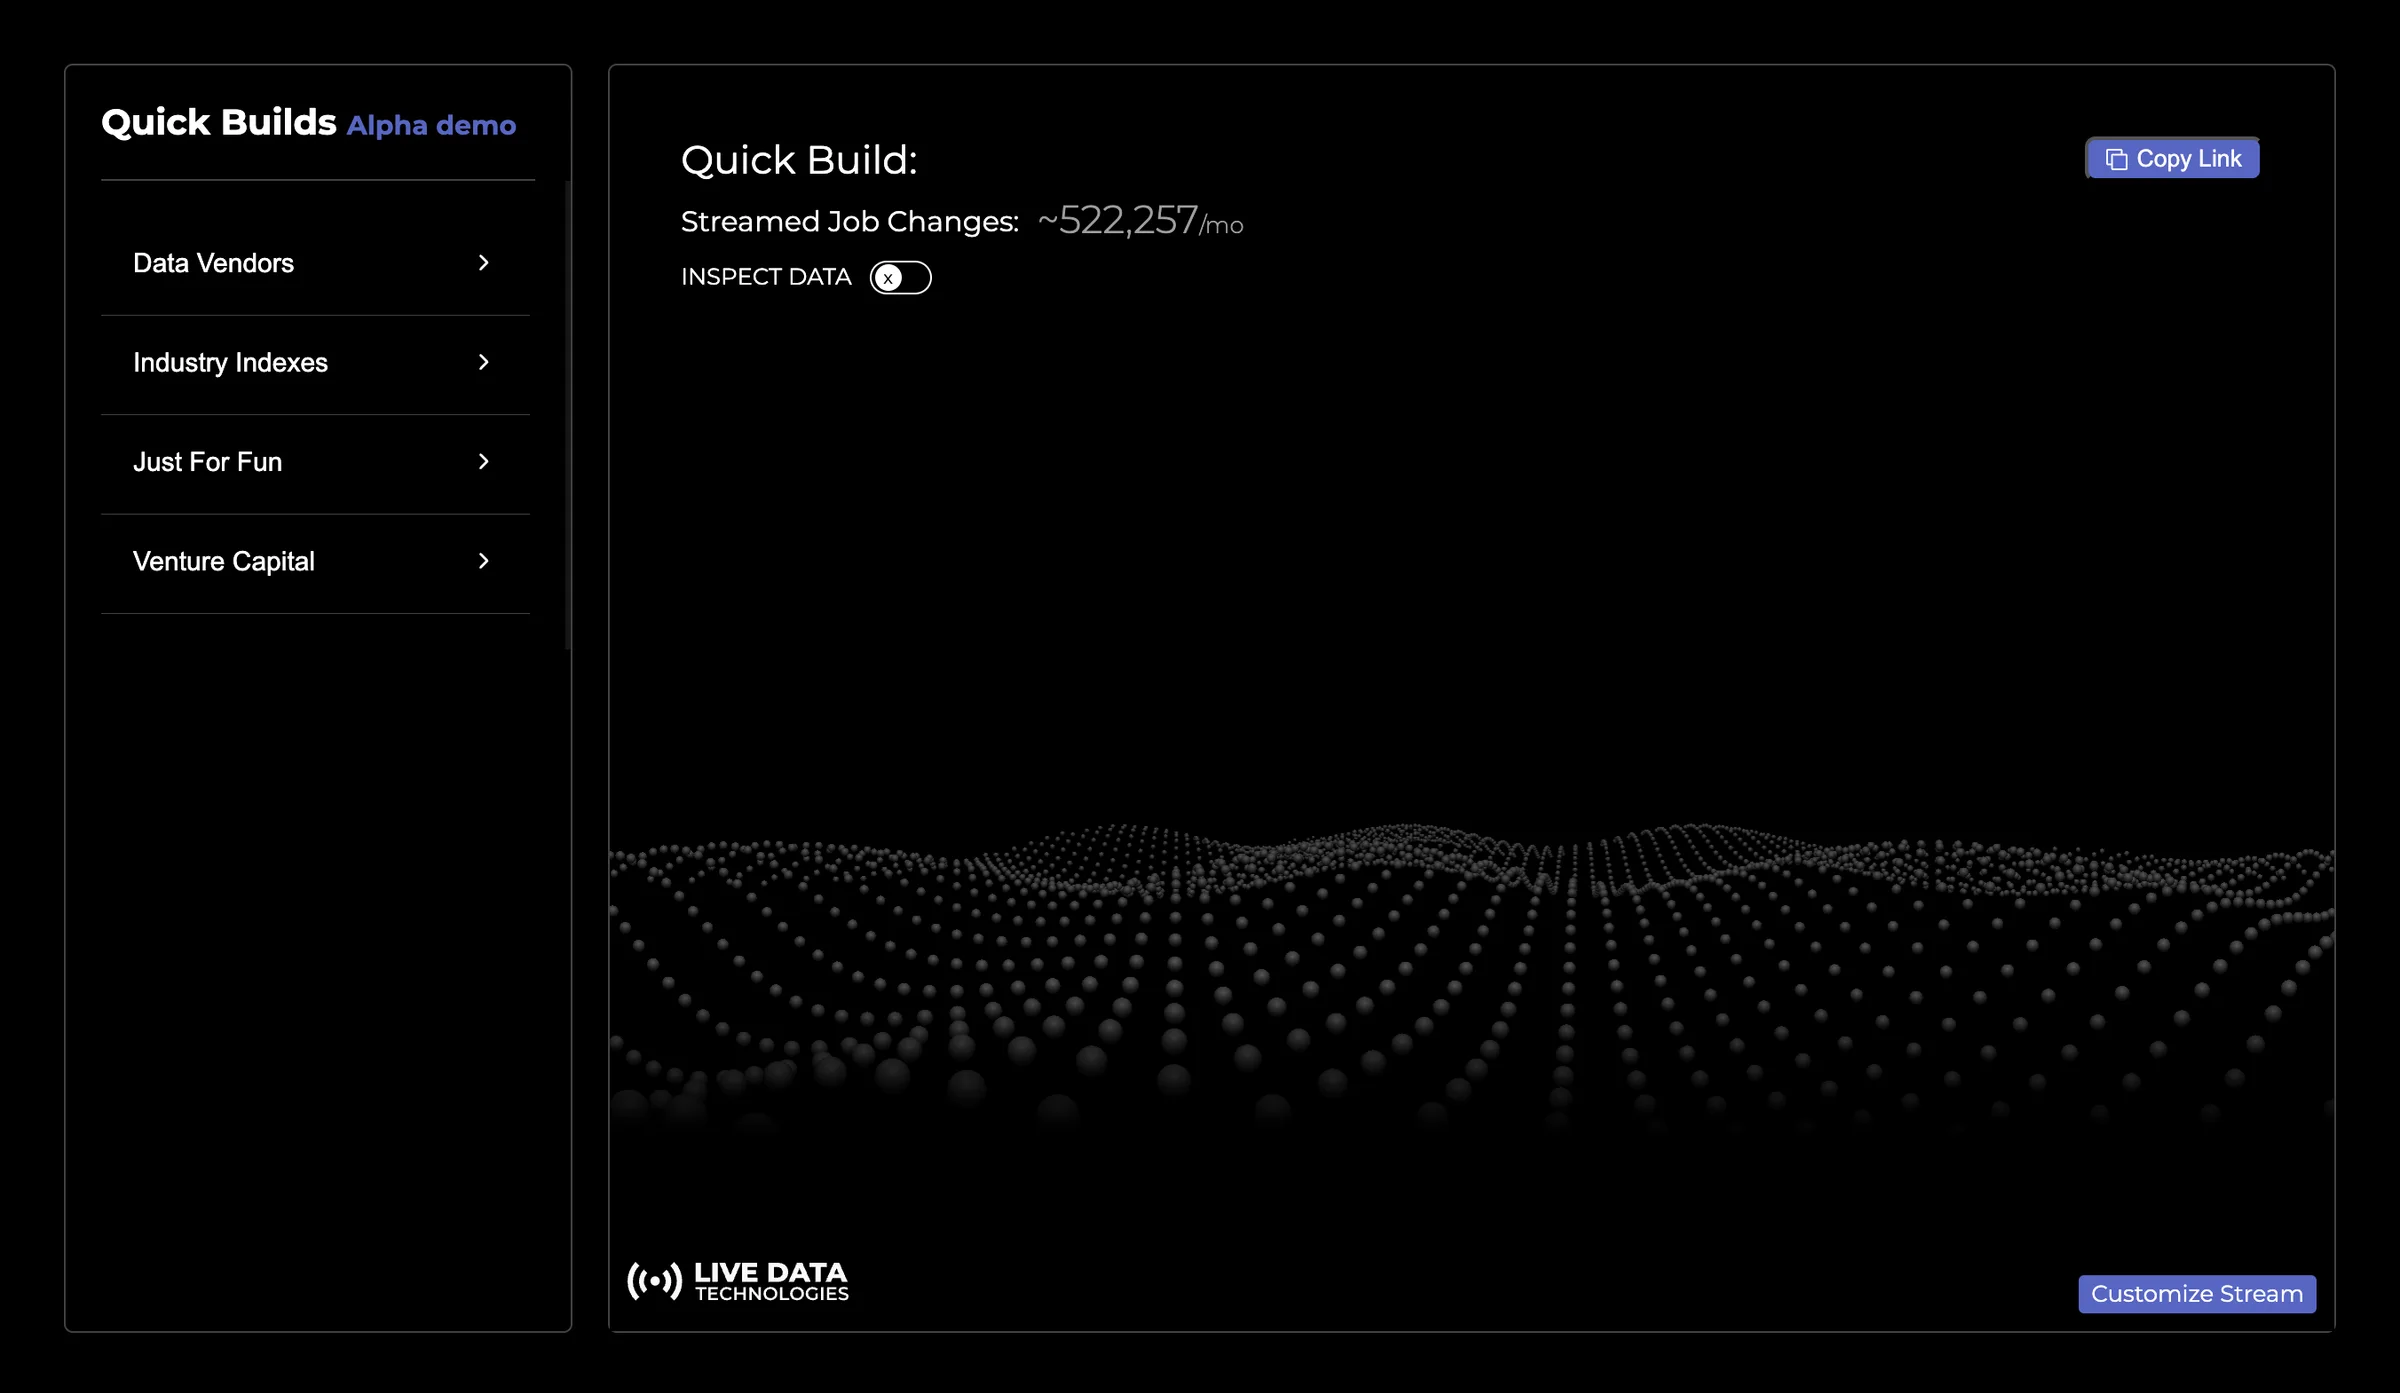 Quick Builds Alpha demo
Data Vendors
Industry Indexes
Just For Fun
Venture Capital
Quick Build:
Copy Link
Streamed Job Changes: ~522,257/mo
INSPECT DATA x
LIVE DATA
TECHNOLOGIES
Customize Stream